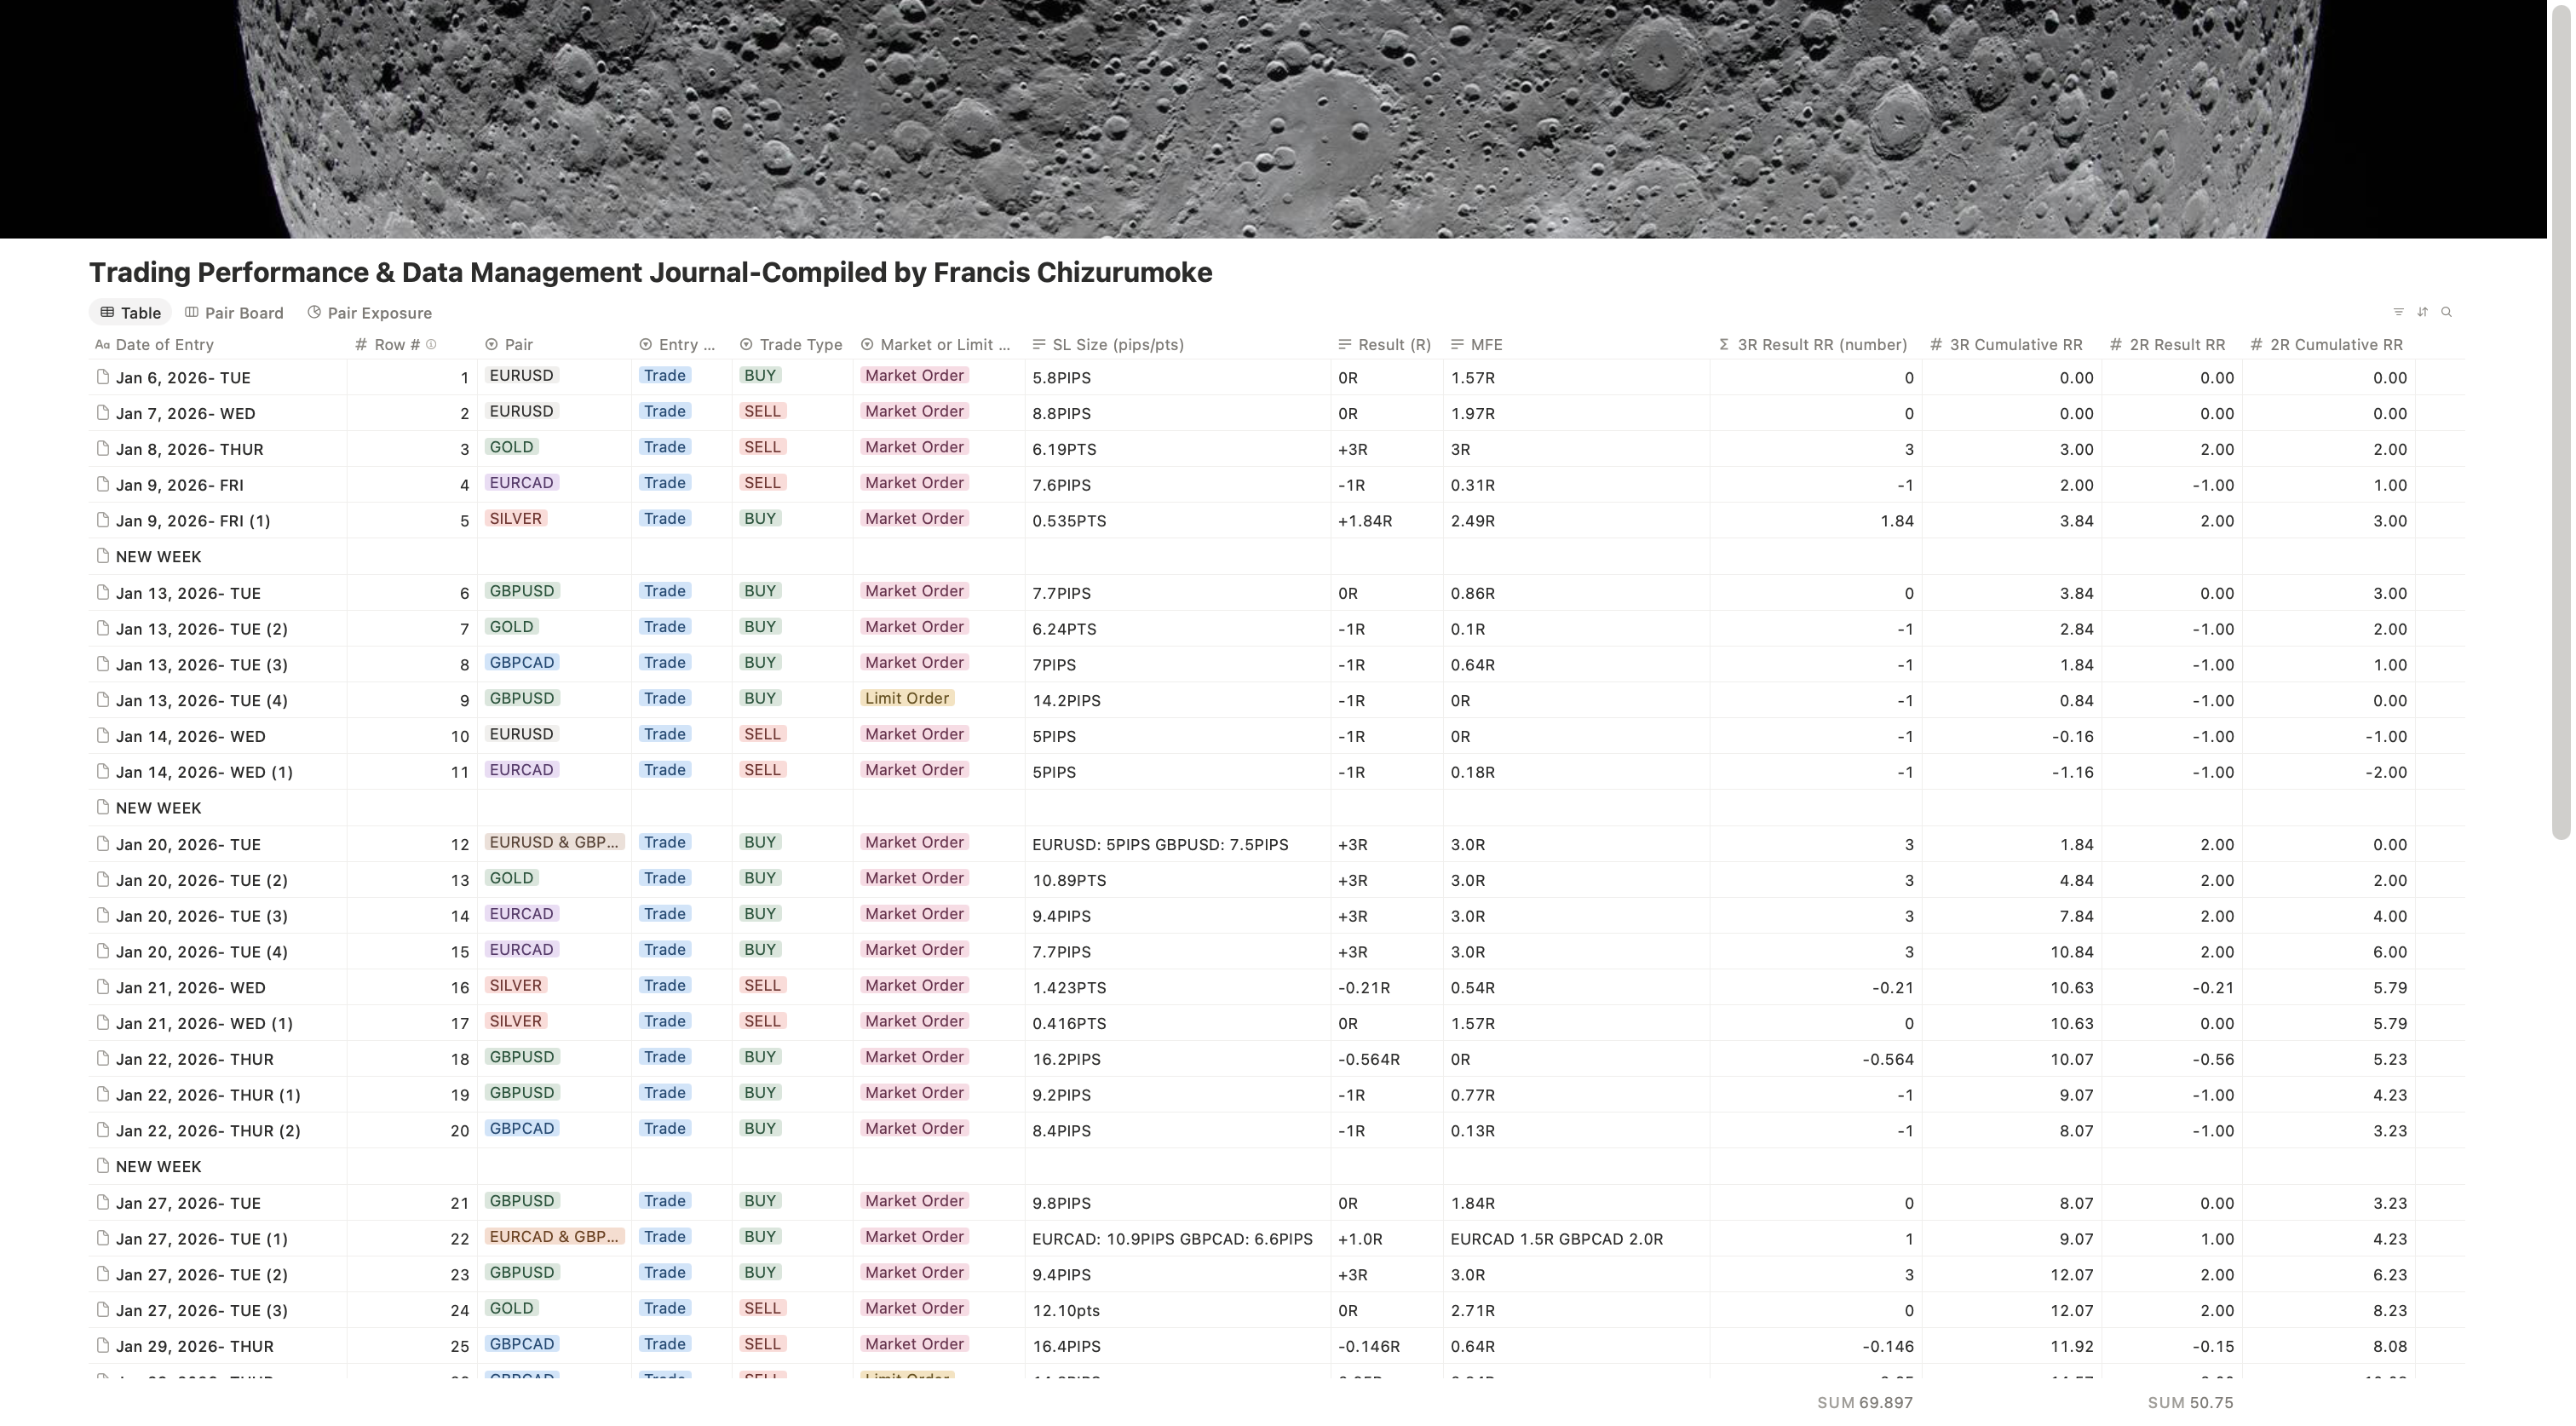 Trading Performance & Data Management Journal-Compiled by Francis Chizurumoke
Table Pair Board Pair Exposure
Aa Date of Entry # Row # Pair Entry ... Trade Type Market or Limit ... SL Size (pips/pts) Result (R) MFE Σ 3R Result RR (number) # 3R Cumulative RR # 2R Result RR # 2R Cumulative RR
Jan 6, 2026- TUE 1 EURUSD Trade BUY Market Order 5.8PIPS 0R 1.57R 0 0.00 0.00 0.00
Jan 7, 2026- WED 2 EURUSD Trade SELL Market Order 8.8PIPS 0R 1.97R 0 0.00 0.00 0.00
Jan 8, 2026- THUR 3 GOLD Trade SELL Market Order 6.19PTS +3R 3R 3 3.00 2.00 2.00
Jan 9, 2026- FRI 4 EURCAD Trade SELL Market Order 7.6PIPS -1R 0.31R -1 2.00 -1.00 1.00
Jan 9, 2026- FRI (1) 5 SILVER Trade BUY Market Order 0.535PTS +1.84R 2.49R 1.84 3.84 2.00 3.00
NEW WEEK
Jan 13, 2026- TUE 6 GBPUSD Trade BUY Market Order 7.7PIPS 0R 0.86R 0 3.84 0.00 3.00
Jan 13, 2026- TUE (2) 7 GOLD Trade BUY Market Order 6.24PTS -1R 0.1R -1 2.84 -1.00 2.00
Jan 13, 2026- TUE (3) 8 GBPCAD Trade BUY Market Order 7PIPS -1R 0.64R -1 1.84 -1.00 1.00
Jan 13, 2026- TUE (4) 9 GBPUSD Trade BUY Limit Order 14.2PIPS -1R 0R -1 0.84 -1.00 0.00
Jan 14, 2026- WED 10 EURUSD Trade SELL Market Order 5PIPS -1R 0R -1 -0.16 -1.00 -1.00
Jan 14, 2026- WED (1) 11 EURCAD Trade SELL Market Order 5PIPS -1R 0.18R -1 -1.16 -1.00 -2.00
NEW WEEK
Jan 20, 2026- TUE 12 EURUSD & GBP... Trade BUY Market Order EURUSD: 5PIPS GBPUSD: 7.5PIPS +3R 3.0R 3 1.84 2.00 0.00
Jan 20, 2026- TUE (2) 13 GOLD Trade BUY Market Order 10.89PTS +3R 3.0R 3 4.84 2.00 2.00
Jan 20, 2026- TUE (3) 14 EURCAD Trade BUY Market Order 9.4PIPS +3R 3.0R 3 7.84 2.00 4.00
Jan 20, 2026- TUE (4) 15 EURCAD Trade BUY Market Order 7.7PIPS +3R 3.0R 3 10.84 2.00 6.00
Jan 21, 2026- WED 16 SILVER Trade SELL Market Order 1.423PTS -0.21R 0.54R -0.21 10.63 -0.21 5.79
Jan 21, 2026- WED (1) 17 SILVER Trade SELL Market Order 0.416PTS 0R 1.57R 0 10.63 0.00 5.79
Jan 22, 2026- THUR 18 GBPUSD Trade BUY Market Order 16.2PIPS -0.564R 0R -0.564 10.07 -0.56 5.23
Jan 22, 2026- THUR (1) 19 GBPUSD Trade BUY Market Order 9.2PIPS -1R 0.77R -1 9.07 -1.00 4.23
Jan 22, 2026- THUR (2) 20 GBPCAD Trade BUY Market Order 8.4PIPS -1R 0.13R -1 8.07 -1.00 3.23
NEW WEEK
Jan 27, 2026- TUE 21 GBPUSD Trade BUY Market Order 9.8PIPS 0R 1.84R 0 8.07 0.00 3.23
Jan 27, 2026- TUE (1) 22 EURCAD & GBP... Trade BUY Market Order EURCAD: 10.9PIPS GBPCAD: 6.6PIPS +1.0R EURCAD 1.5R GBPCAD 2.0R 1 9.07 1.00 4.23
Jan 27, 2026- TUE (2) 23 GBPUSD Trade BUY Market Order 9.4PIPS +3R 3.0R 3 12.07 2.00 6.23
Jan 27, 2026- TUE (3) 24 GOLD Trade SELL Market Order 12.10pts 0R 2.71R 0 12.07 2.00 8.23
Jan 29, 2026- THUR 25 GBPCAD Trade SELL Market Order 16.4PIPS -0.146R 0.64R -0.146 11.92 -0.15 8.08
SUM 69.897 SUM 50.75